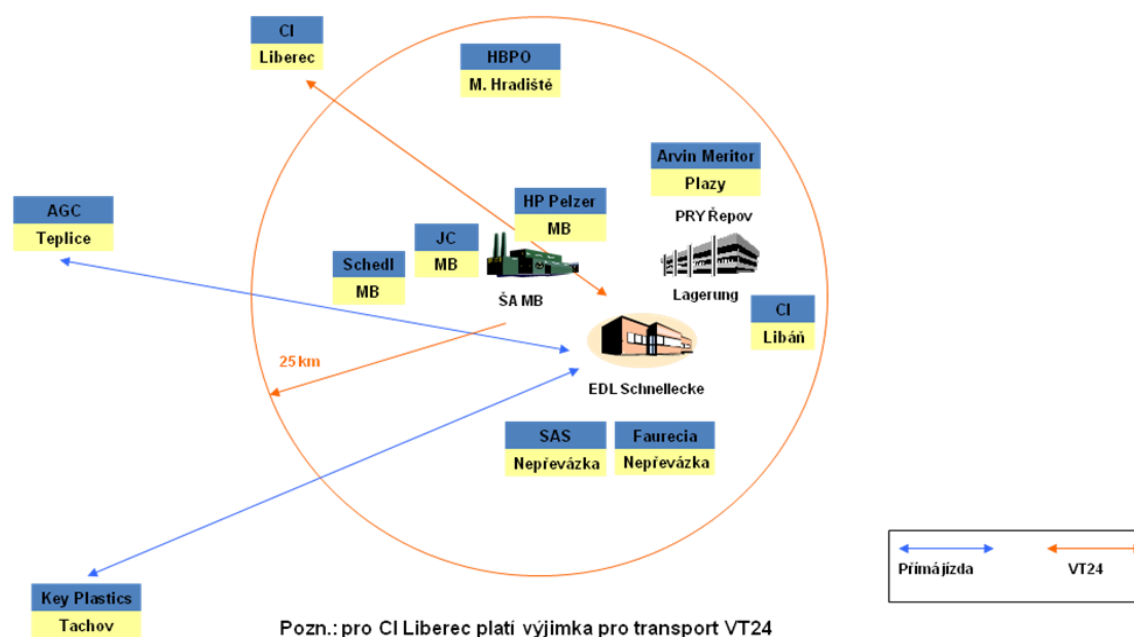 CI
Liberec
HBPO
M. Hradiště
Arvin Meritor
Plazy
PRY Řepov
HP Pelzer
MB
AGC
Teplice
JC
MB
Schedl
MB
ŠA MB
Lagerung
CI
Libáň
25 km
EDL Schnellecke
SAS
Nepřevázka
Faurecia
Nepřevázka
Přímá jízda
VT24
Key Plastics
Tachov
Pozn.: pro CI Liberec platí výjimka pro transport VT24